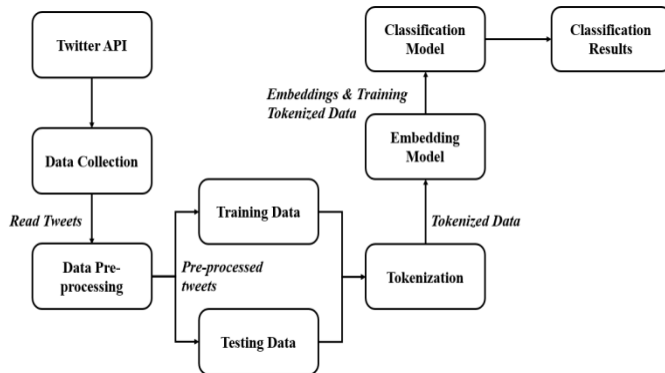 Twitter API
Data Collection
Read Tweets
Data Pre-
processing
Pre-processed
tweets
Training Data
Testing Data
Tokenization
Tokenized Data
Embedding
Model
Embeddings & Training
Tokenized Data
Classification
Model
Classification
Results